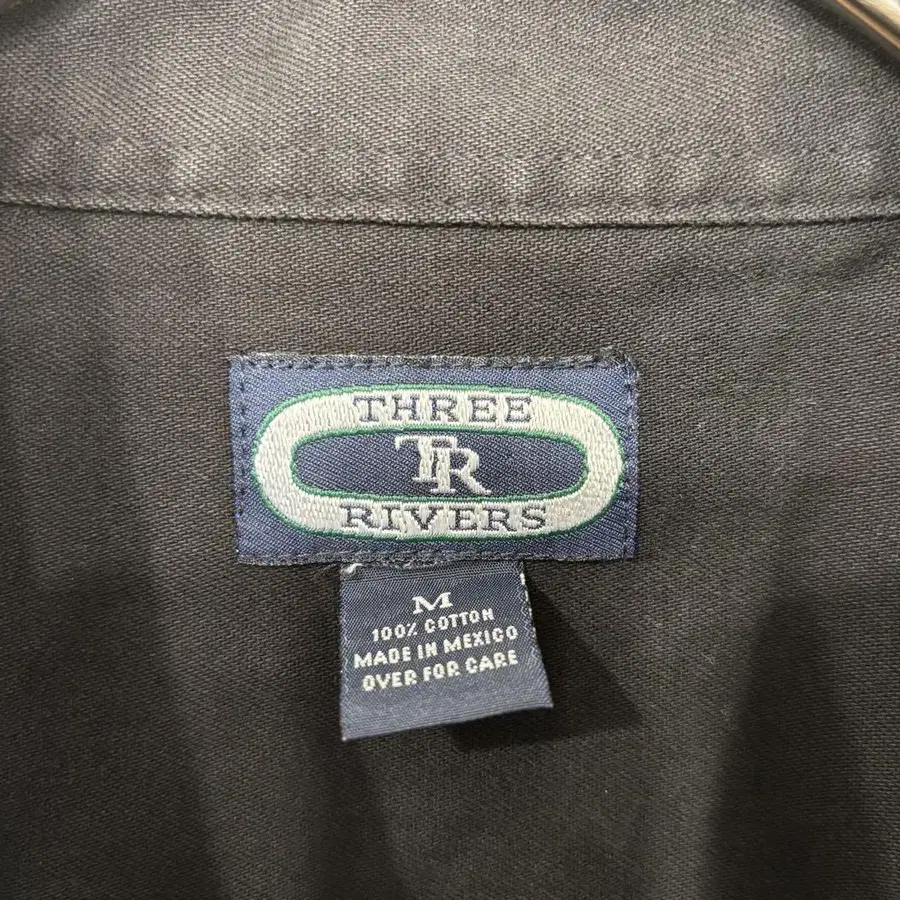 THREE
TR
RIVERS
M
100% COTTON
MADE IN MEXICO
OVER FOR CARE